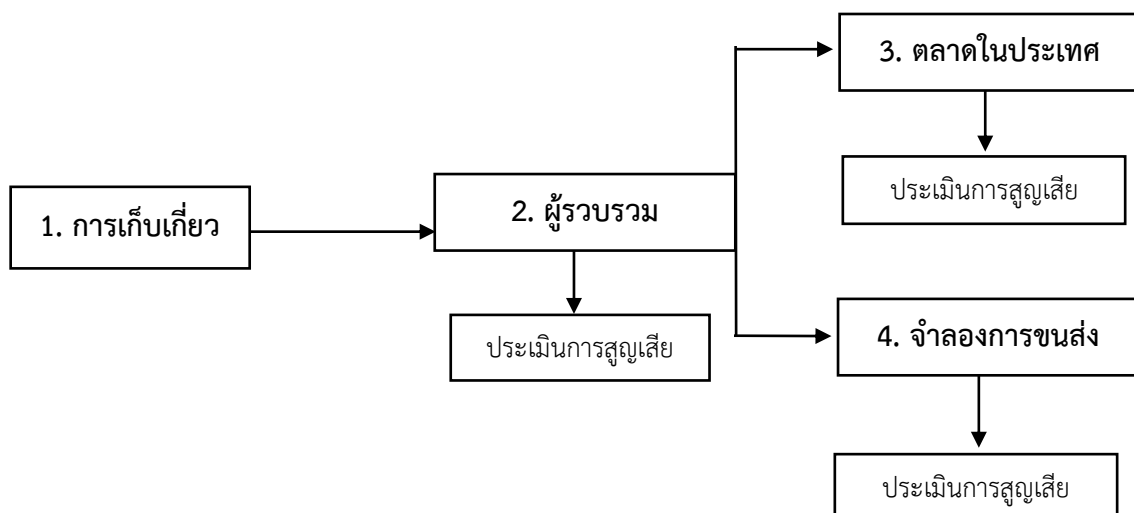 1. การเก็บเกี่ยว
2. ผู้รวบรวม
ประเมินการสูญเสีย
3. ตลาดในประเทศ
ประเมินการสูญเสีย
4. จำลองการขนส่ง
ประเมินการสูญเสีย